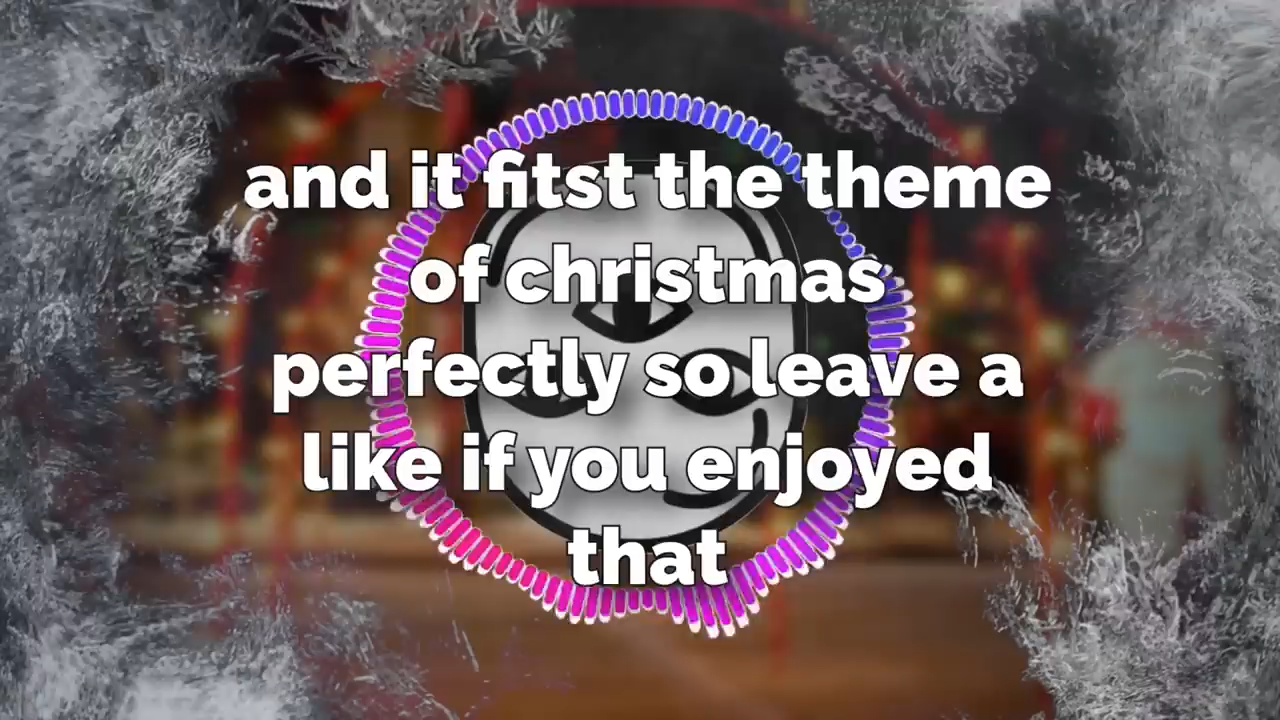 and it fitst the theme
of christmas
perfectly so leave a
like if you enjoyed
that